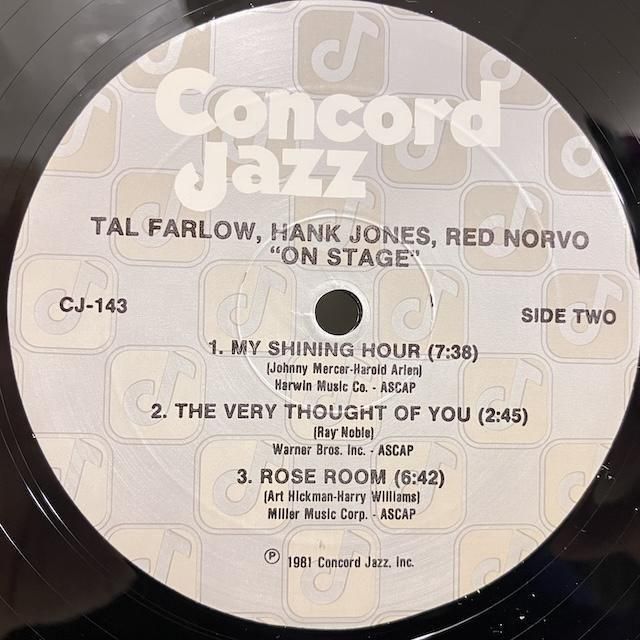 Concord
Jazz
TAL FARLOW, HANK JONES, RED NORVO
"ON STAGE"
CJ-143
SIDE TWO
1. MY SHINING HOUR (7:38)
(Johnny Mercer-Harold Arlen)
Harwin Music Co. - ASCAP
2. THE VERY THOUGHT OF YOU (2:45)
(Ray Noble)
Warner Bros. Inc. - ASCAP
3. ROSE ROOM (6:42)
(Art Hickman-Harry Williams)
Miller Music Corp. - ASCAP
℗ 1981 Concord Jazz, Inc.